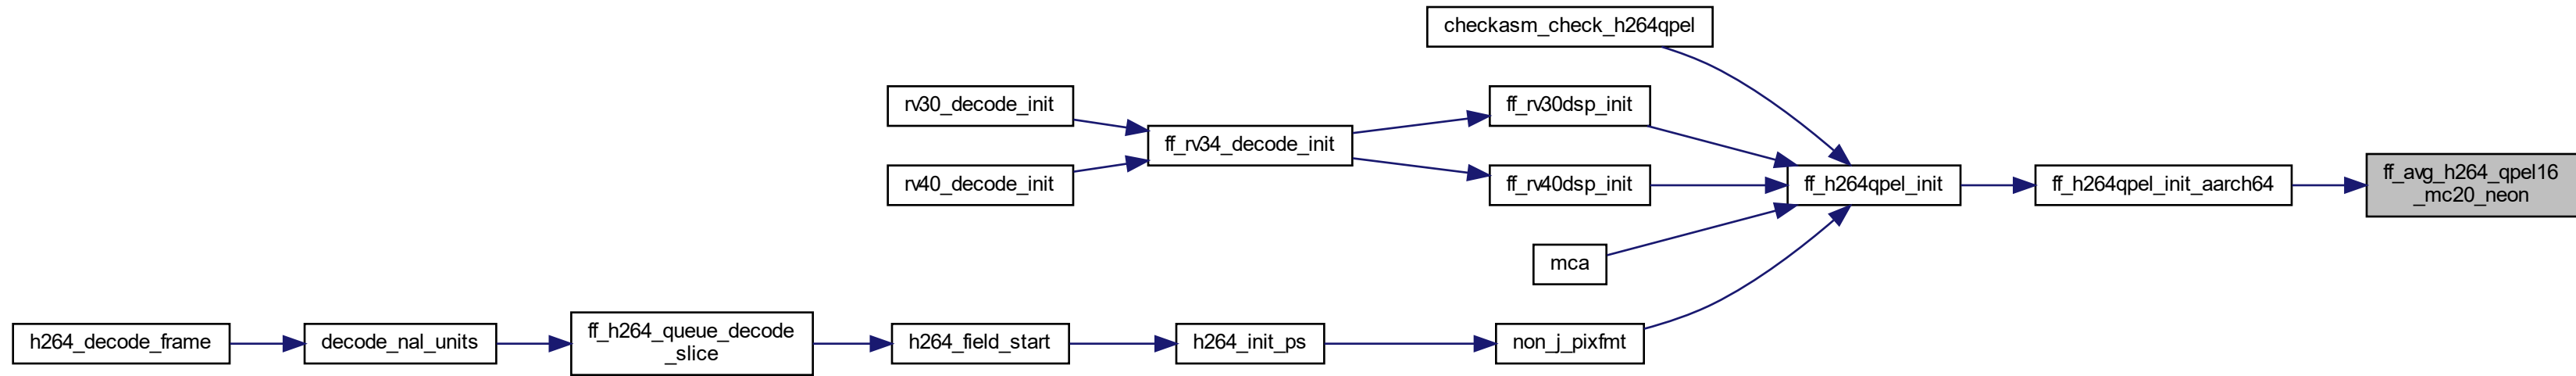 checkasm_check_h264qpel
rv30_decode_init
ff_rv30dsp_init
ff_rv34_decode_init
rv40_decode_init
ff_rv40dsp_init
ff_h264qpel_init
ff_h264qpel_init_aarch64
ff_avg_h264_qpel16
_mc20_neon
mca
h264_decode_frame
decode_nal_units
ff_h264_queue_decode
_slice
h264_field_start
h264_init_ps
non_j_pixfmt